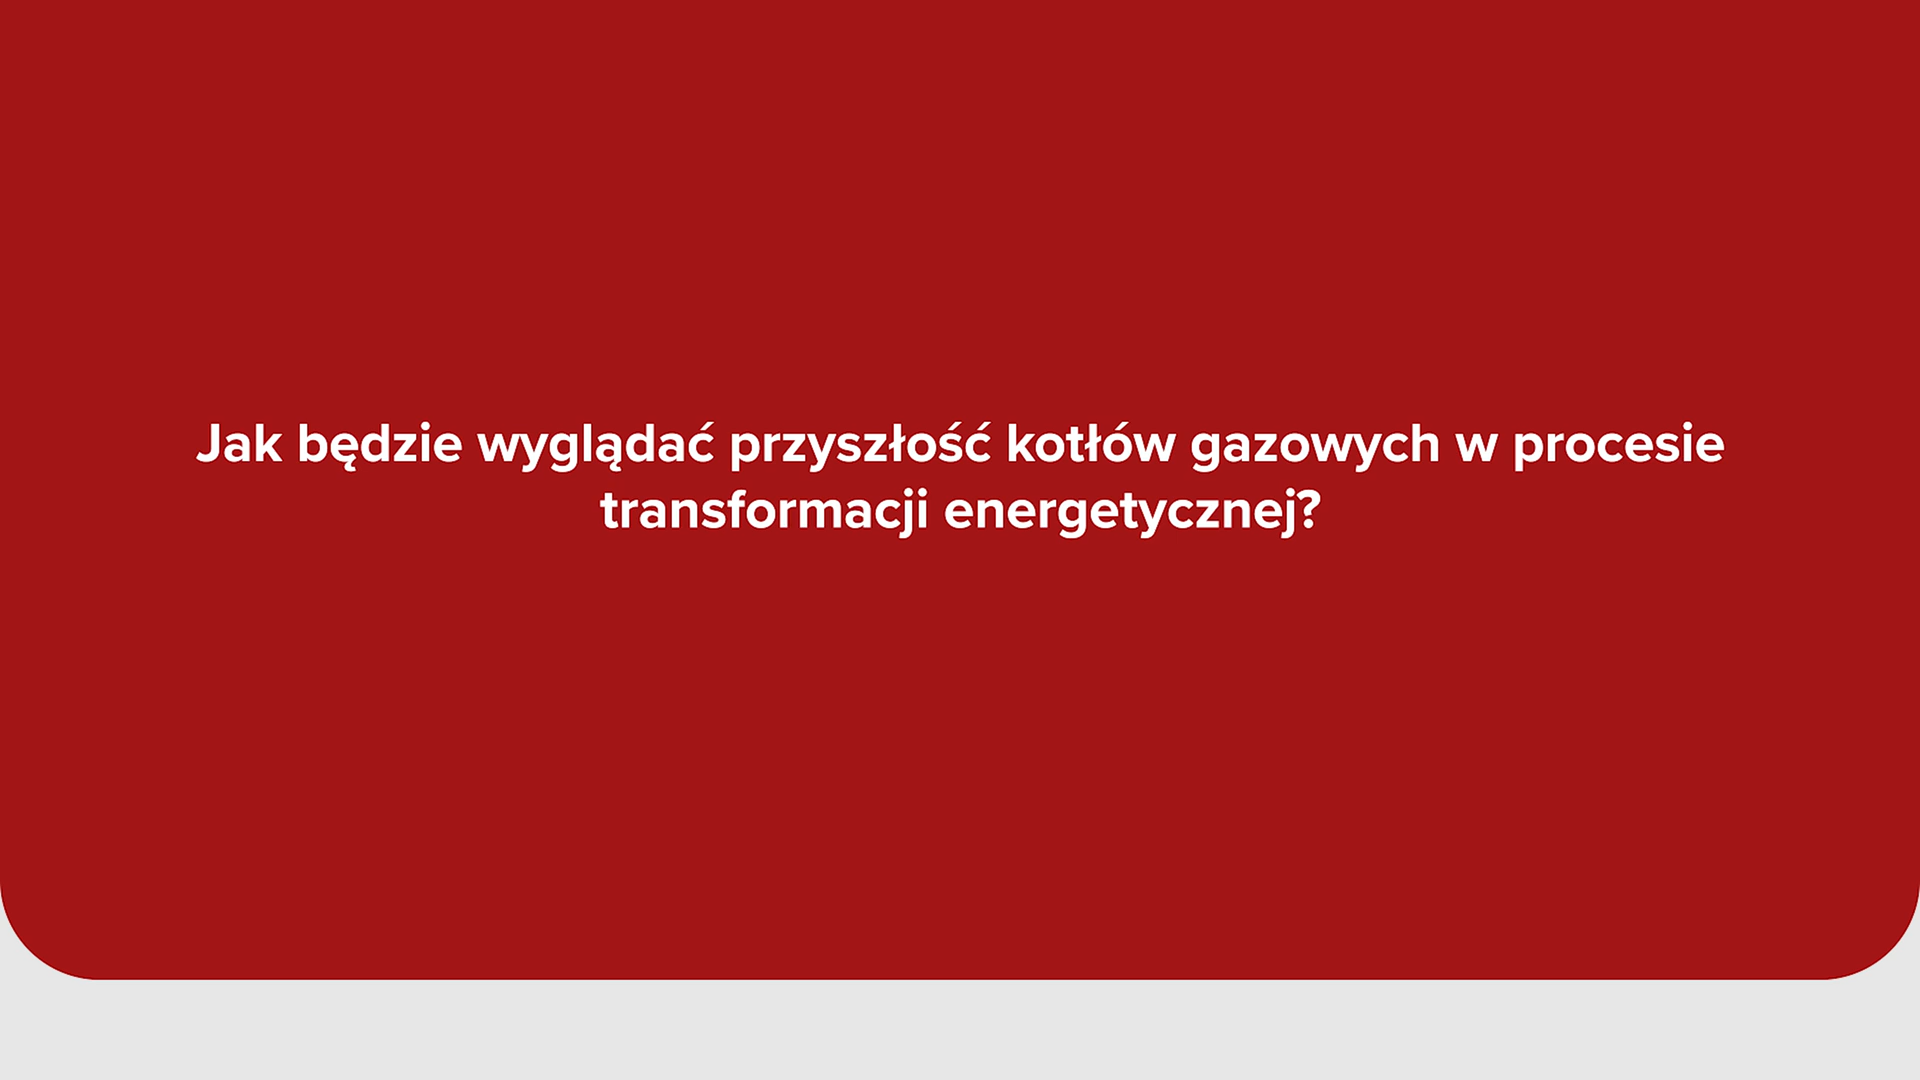 Jak będzie wyglądać przyszłość kotłów gazowych w procesie
transformacji energetycznej?